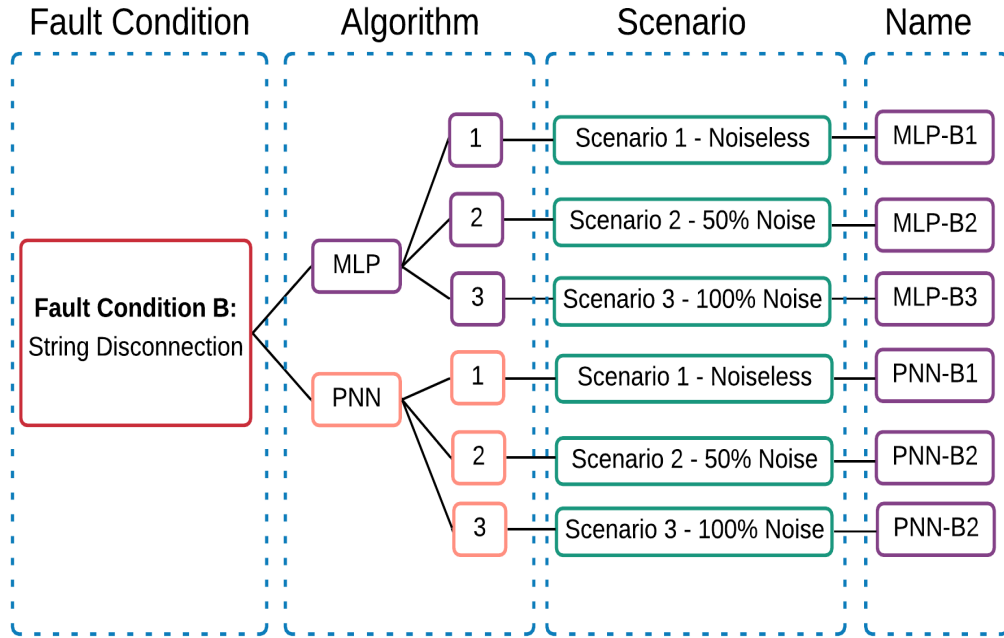 Fault Condition
Algorithm
Scenario
Name
Fault Condition B:
String Disconnection
MLP
1
Scenario 1 - Noiseless
MLP-B1
2
Scenario 2 - 50% Noise
MLP-B2
3
Scenario 3 - 100% Noise
MLP-B3
PNN
1
Scenario 1 - Noiseless
PNN-B1
2
Scenario 2 - 50% Noise
PNN-B2
3
Scenario 3 - 100% Noise
PNN-B2